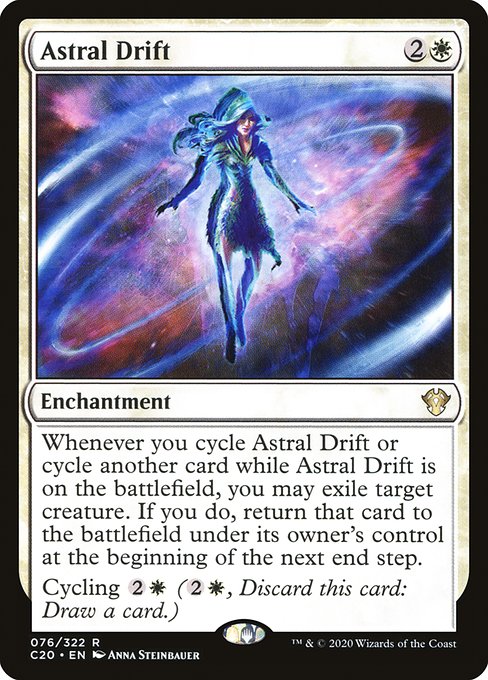 Astral Drift 2
Enchantment
Whenever you cycle Astral Drift or
cycle another card while Astral Drift is
on the battlefield, you may exile target
creature. If you do, return that card to
the battlefield under its owner's control
at the beginning of the next end step.
Cycling 2 (2, Discard this card:
Draw a card.)
076/322 R
C20 • EN Anna Steinbauer
™ & © 2020 Wizards of the Coast